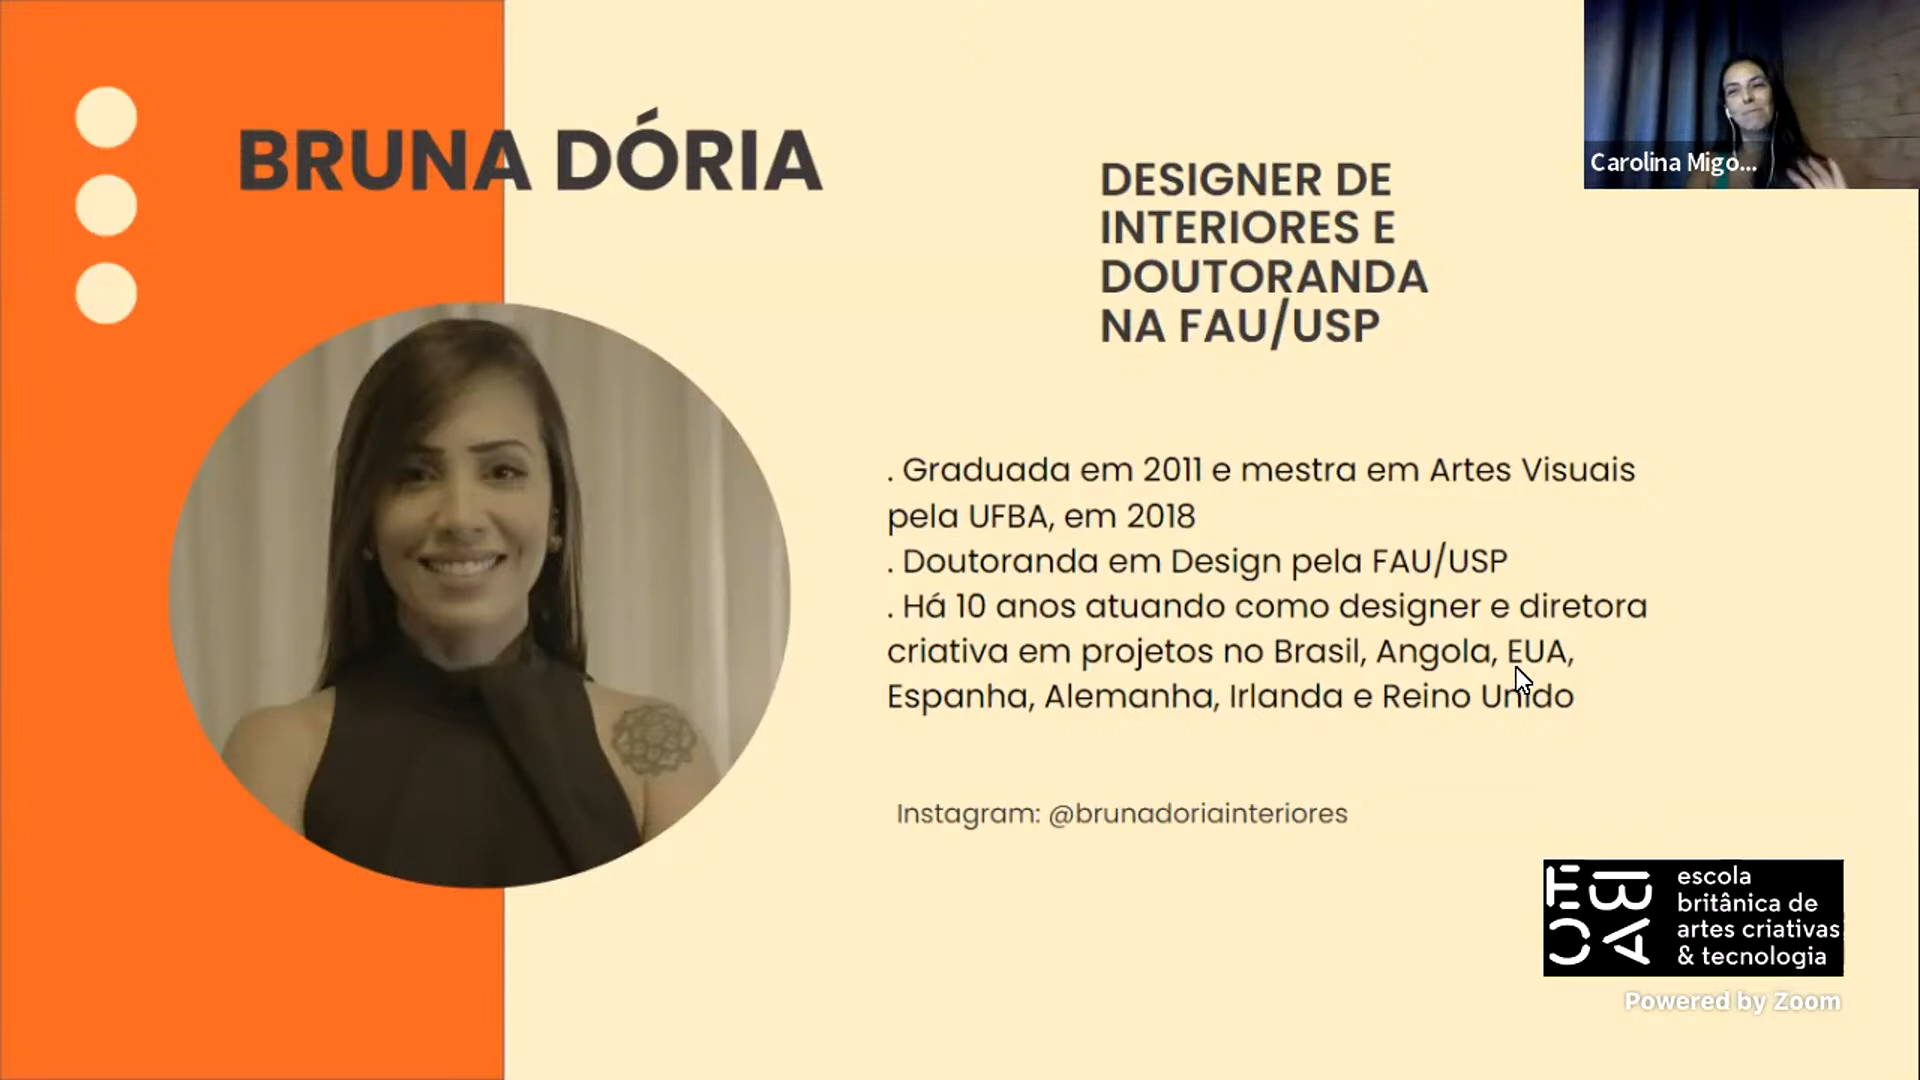 BRUNA DÓRIA
DESIGNER DE
INTERIORES E
DOUTORANDA
NA FAU/USP
. Graduada em 2011 e mestra em Artes Visuais
pela UFBA, em 2018
. Doutoranda em Design pela FAU/USP
. Há 10 anos atuando como designer e diretora
criativa em projetos no Brasil, Angola, EUA,
Espanha, Alemanha, Irlanda e Reino Unido
Instagram: @brunadoriainteriores
Carolina Migo...
EBAC
escola
britânica de
artes criativas
& tecnologia
Powered by Zoom